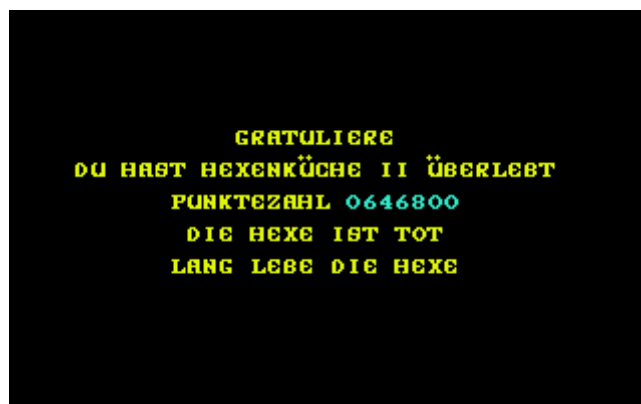 GRATULIERE
DU HAST HEXENKÜCHE II ÜBERLEBT
PUNKTEZAHL 0646800
DIE HEXE IST TOT
LANG LEBE DIE HEXE